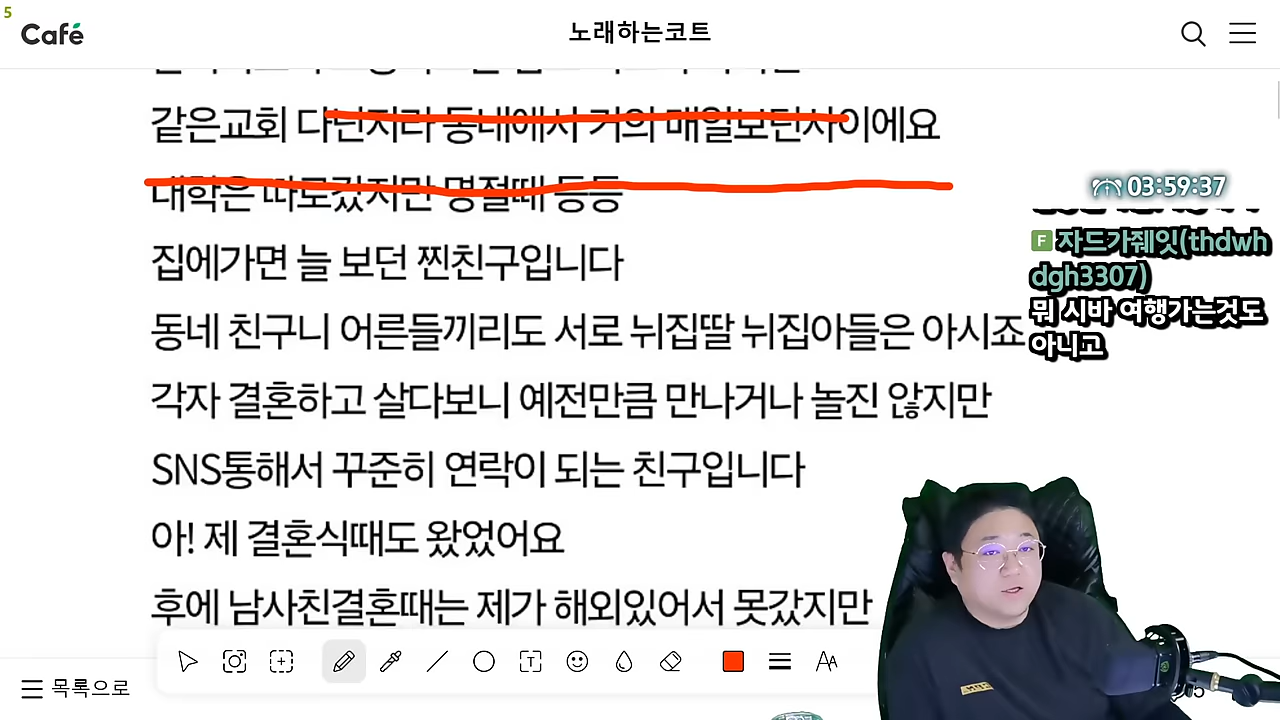 5
Café
노래하는코트
같은교회 다닌지라 동네에서 거의 매일보던사이에요
대학은 따로갔지만 명절때 등등
집에가면 늘 보던 찐친구입니다
동네 친구니 어른들끼리도 서로 뉘집딸 뉘집아들은 아시죠
각자 결혼하고 살다보니 예전만큼 만나거나 놀진 않지만
SNS통해서 꾸준히 연락이 되는 친구입니다
아! 제 결혼식때도 왔었어요
후에 남사친결혼때는 제가 해외있어서 못갔지만
03:59:37
F 자드가줴잇(thdwh
dgh3307)
뭐 시바 여행가는것도
아니고
T
AA
목록으로